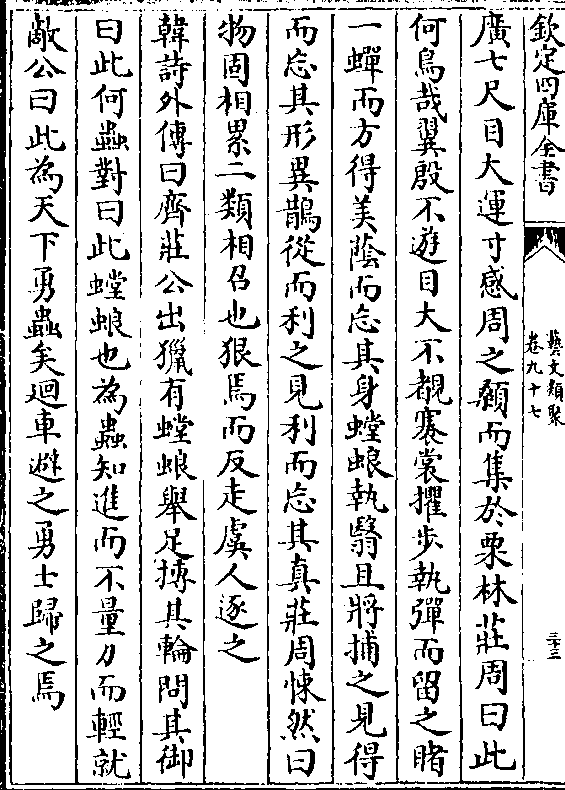 欽定四庫全書
藝文類聚
卷九十七
三十三
廣七尺目大運寸感周之顙而集於栗林莊周曰此
何鳥哉翼殷不遊目大不覩褰裳攫步執彈而留之睹
一蟬而方得美蔭而忘其身螳蜋執翳且將捕之見得
而忘其形異鵲從而利之見利而忘其真莊周悚然曰
物固相累二類相召也狠焉而反走虞人逐之
韓詩外傳曰齊莊公出獵有螳蜋舉足搏其輪問其御
曰此何蟲對曰此螳蜋也為蟲知進而不量力而輕就
敵公曰此為天下勇蟲矣迴車避之勇士歸之焉